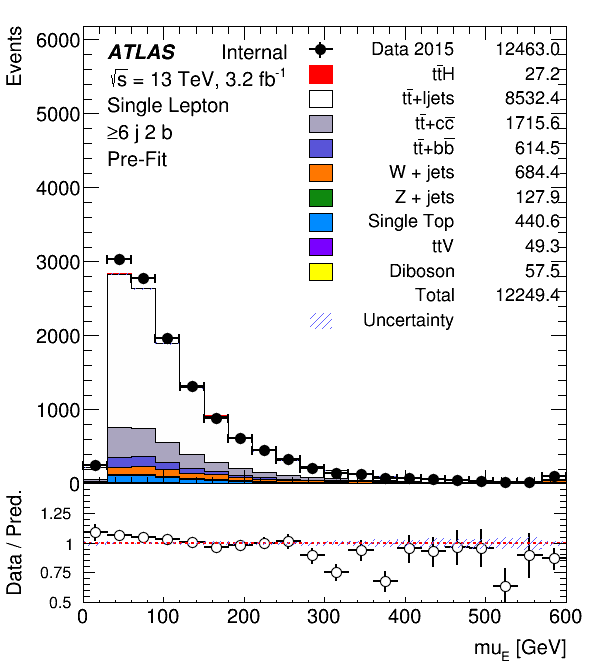 Events
6000
5000
4000
3000
2000
1000
0
ATLAS Internal
√s = 13 TeV, 3.2 fb⁻¹
Single Lepton
≥6 j 2 b
Pre-Fit
Data 2015 12463.0
tt̄H 27.2
tt̄+ljets 8532.4
tt̄+cc̄ 1715.6
tt̄+bb̄ 614.5
W + jets 684.4
Z + jets 127.9
Single Top 440.6
ttV 49.3
Diboson 57.5
Total 12249.4
Uncertainty
Data / Pred.
1.25
1
0.75
0.5
0 100 200 300 400 500 600
mu_E [GeV]